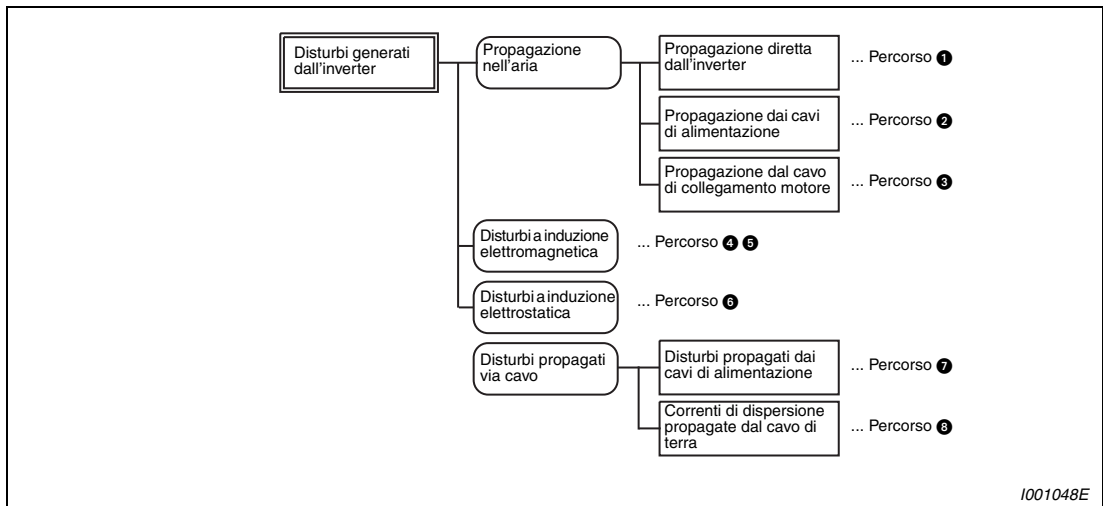 Disturbi generati
dall'inverter
Propagazione
nell'aria
Propagazione diretta
dall'inverter
... Percorso ❶
Propagazione dai cavi
di alimentazione
... Percorso ❷
Propagazione dal cavo
di collegamento motore
... Percorso ❸
Disturbi a induzione
elettromagnetica
... Percorso ❹ ❺
Disturbi a induzione
elettrostatica
... Percorso ❻
Disturbi propagati
via cavo
Disturbi propagati dai
cavi di alimentazione
... Percorso ❼
Correnti di dispersione
propagate dal cavo di
terra
... Percorso ❽
I001048E